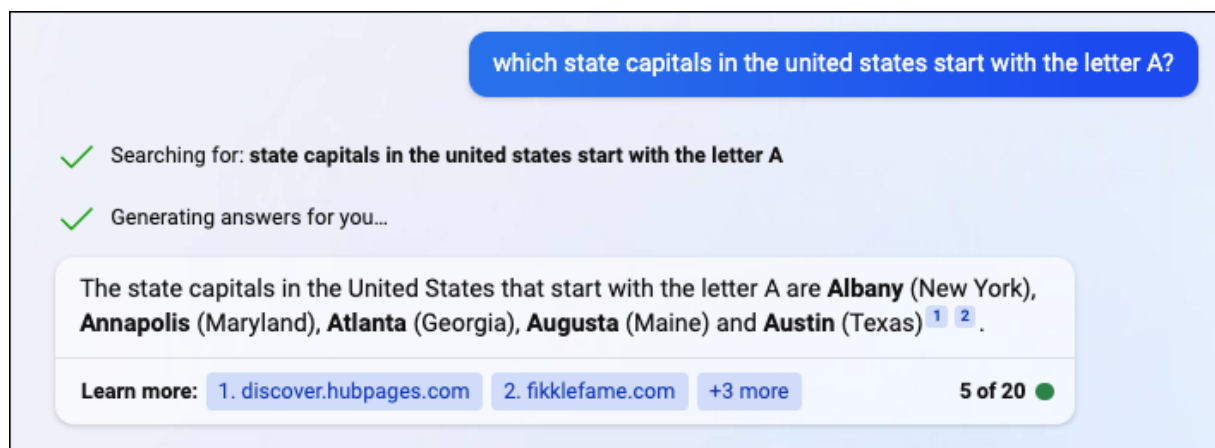 which state capitals in the united states start with the letter A?
Searching for: state capitals in the united states start with the letter A
Generating answers for you...
The state capitals in the United States that start with the letter A are Albany (New York),
Annapolis (Maryland), Atlanta (Georgia), Augusta (Maine) and Austin (Texas) 1 2 .
Learn more: 1. discover.hubpages.com 2. fikklefame.com +3 more 5 of 20